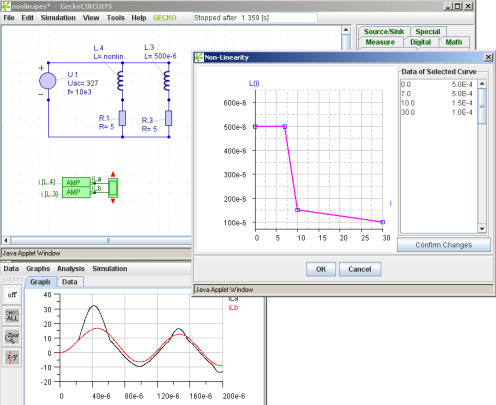 nonlin.ipes* - GeckoCIRCUITS
File Edit Simulation View Tools Help GECKO Stopped after 1.359 [s]
Source/Sink Special
Measure Digital Math
L.4
L= nonlin
L.3
L= 500e-6
+
U.1
Uac= 327
f= 10e3
-
R.1
R= 5
R.3
R= 5
i.[L.4] AMP iLa
i.[L.3] AMP iLb
Java Applet Window
Non-Linearity
L(i)
600e-6
500e-6
400e-6
300e-6
200e-6
100e-6
0 5 10 15 20 25 30
i
Data of Selected Curve
0.0 5.0E-4
7.0 5.0E-4
10.0 1.5E-4
30.0 1.0E-4
Confirm Changes
OK Cancel
Java Applet Window
Data Graphs Analysis Simulation
Graph Data
off
ALL
Zoom
x-y
40
30
20
10
0
-10
-20
0 40e-6 80e-6 120e-6 160e-6 200e-6
iLa
iLb